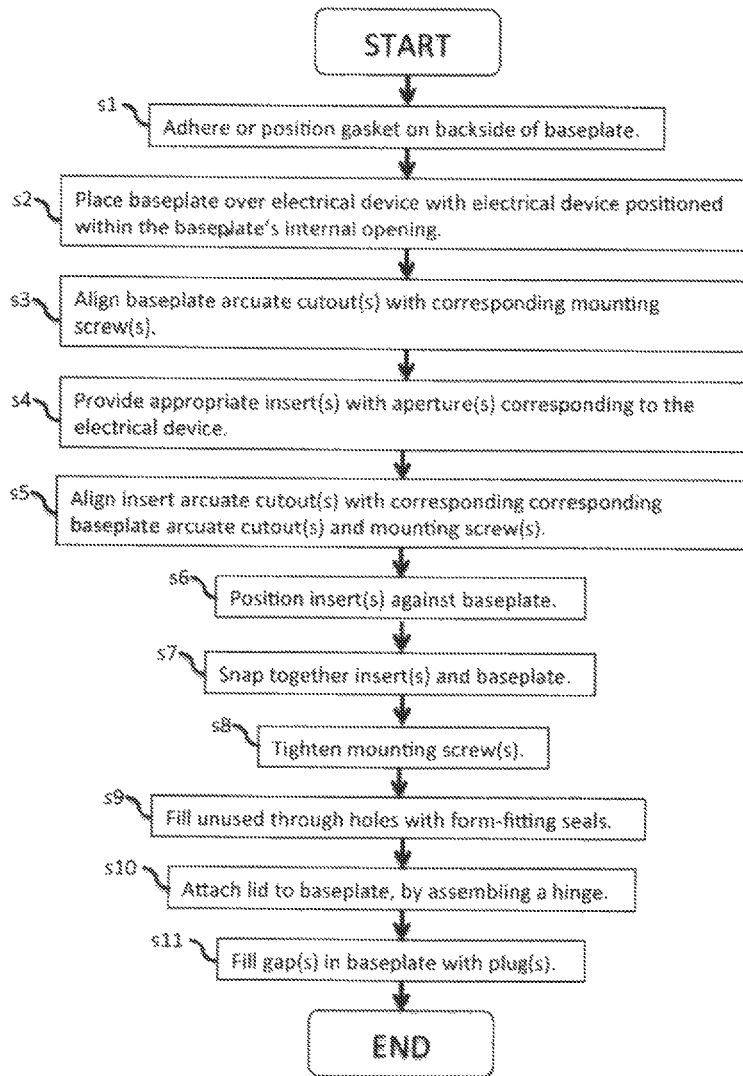 START
s1
Adhere or position gasket on backside of baseplate.
s2
Place baseplate over electrical device with electrical device positioned
within the baseplate's internal opening.
s3
Align baseplate arcuate cutout(s) with corresponding mounting
screw(s).
s4
Provide appropriate insert(s) with aperture(s) corresponding to the
electrical device.
s5
Align insert arcuate cutout(s) with corresponding corresponding
baseplate arcuate cutout(s) and mounting screw(s).
s6
Position insert(s) against baseplate.
s7
Snap together insert(s) and baseplate.
s8
Tighten mounting screw(s).
s9
Fill unused through holes with form-fitting seals.
s10
Attach lid to baseplate, by assembling a hinge.
s11
Fill gap(s) in baseplate with plug(s).
END